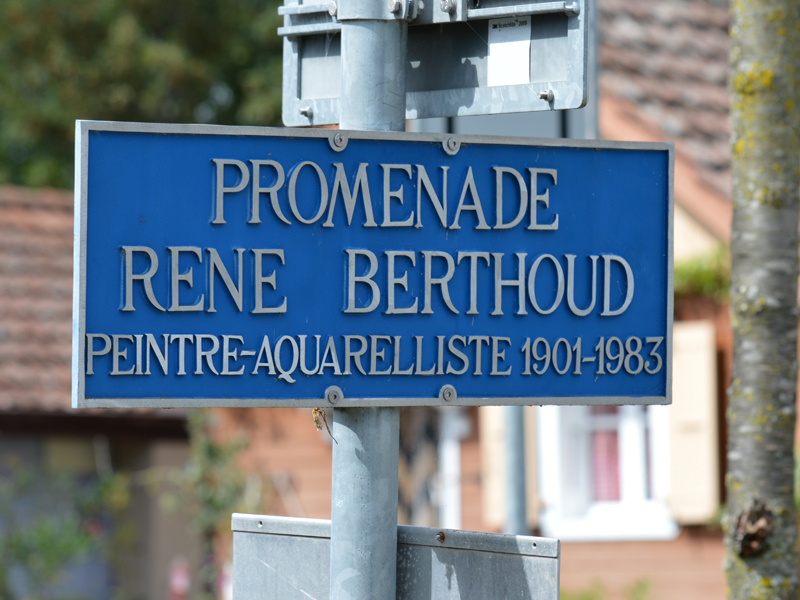 PROMENADE
RENE BERTHOUD
PEINTRE-AQUARELLISTE 1901-1983